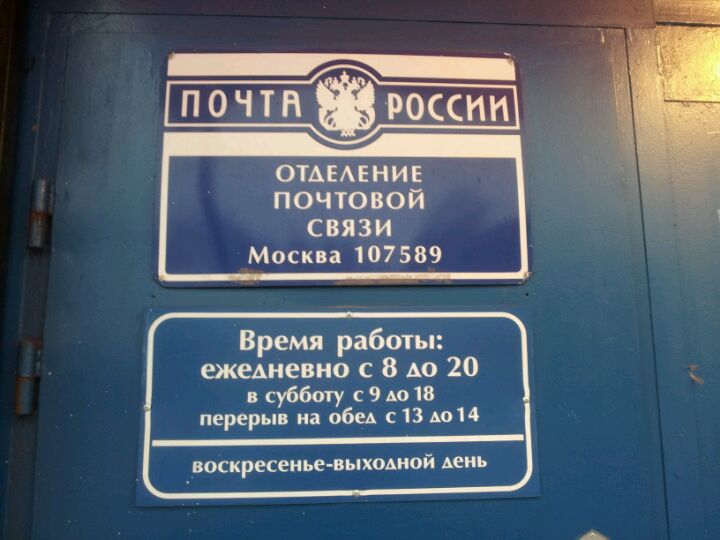 ПОЧТА РОССИИ
ОТДЕЛЕНИЕ
ПОЧТОВОЙ
СВЯЗИ
Москва 107589
Время работы:
ежедневно с 8 до 20
в субботу с 9 до 18
перерыв на обед с 13 до 14
воскресенье-выходной день